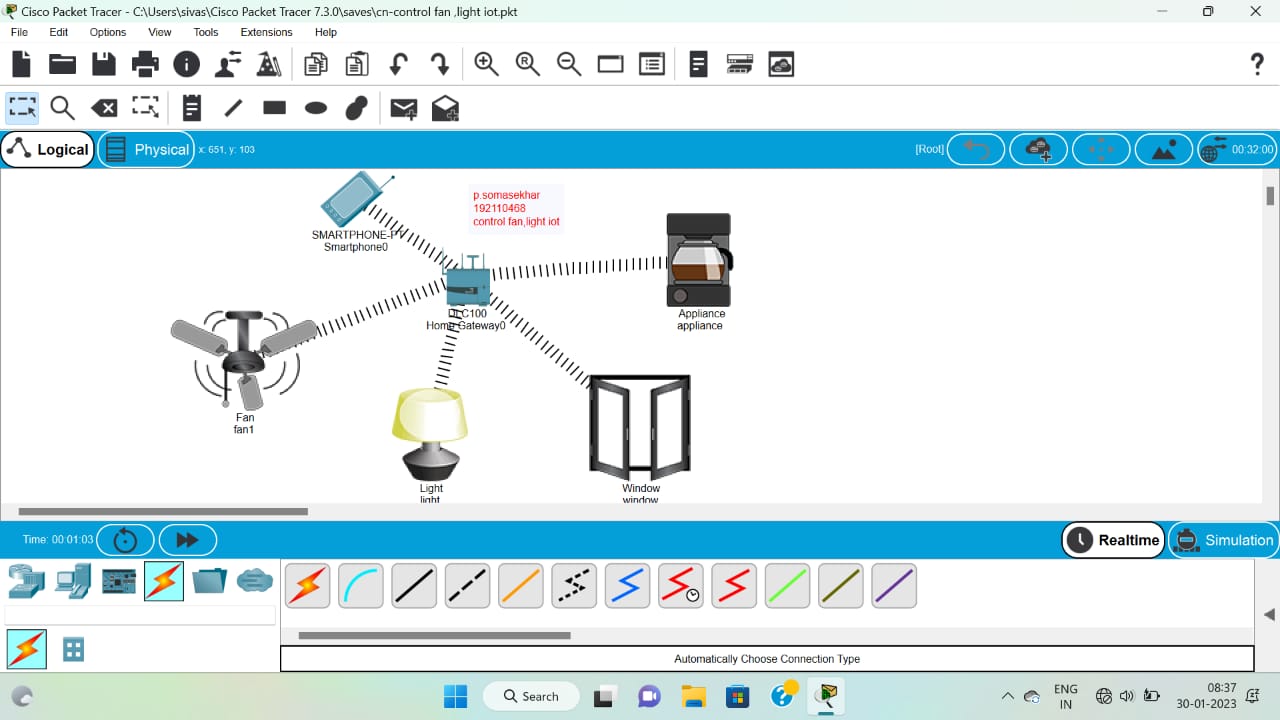 Cisco Packet Tracer - C:\Users\sivas\Cisco Packet Tracer 7.3.0\saves\cn-control fan ,light iot.pkt
File Edit Options View Tools Extensions Help
Logical Physical x: 651, y: 103 [Root] 00:32:00
p.somasekhar
192110468
control fan,light iot
SMARTPHONE-PT
Smartphone0
DLC100
Home Gateway0
Appliance
appliance
Fan
fan1
Light
light
Window
window
Time: 00:01:03 Realtime Simulation
Automatically Choose Connection Type
Search
ENG
IN
08:37
30-01-2023